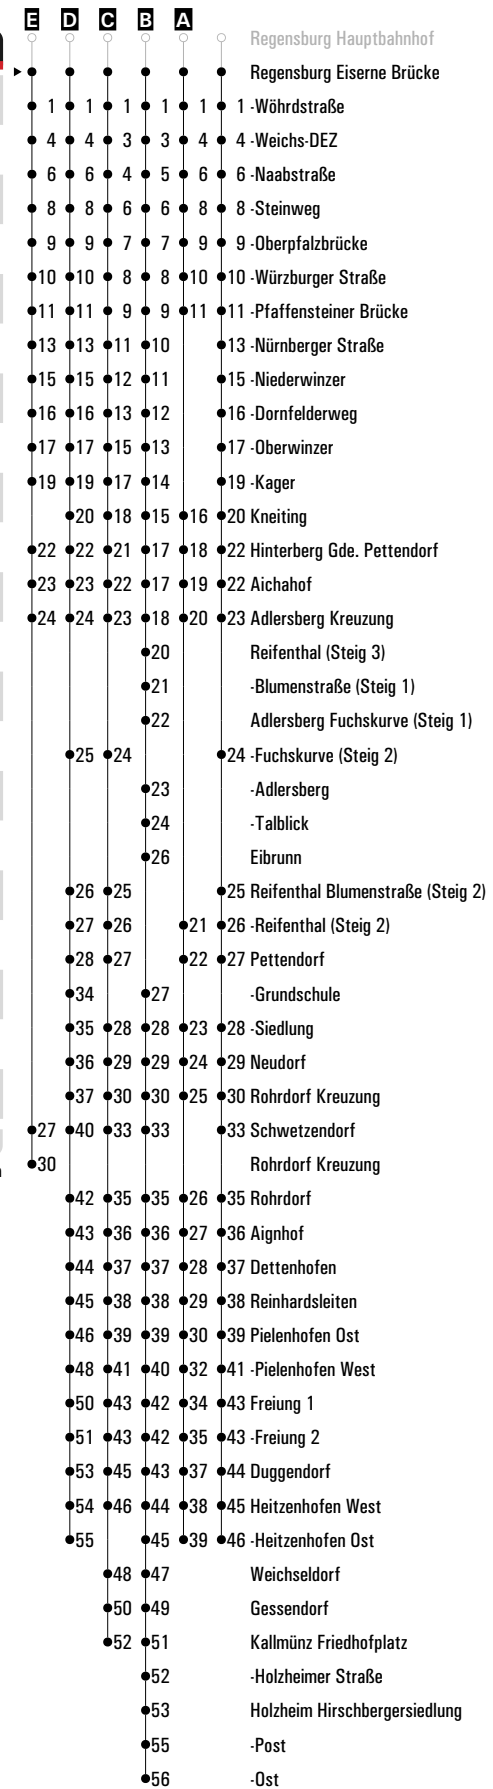 E D C B A
Regensburg Hauptbahnhof
Regensburg Eiserne Brücke
1 1 1 1 1 1 -Wöhrdstraße
4 4 3 3 4 4 -Weichs-DEZ
6 6 4 5 6 6 -Naabstraße
8 8 6 6 8 8 -Steinweg
9 9 7 7 9 9 -Oberpfalzbrücke
10 10 8 8 10 10 -Würzburger Straße
11 11 9 9 11 11 -Pfaffensteiner Brücke
13 13 11 10 13 -Nürnberger Straße
15 15 12 11 15 -Niederwinzer
16 16 13 12 16 -Dornfelderweg
17 17 15 13 17 -Oberwinzer
19 19 17 14 19 -Kager
20 18 15 16 20 Kneiting
22 22 21 17 18 22 Hinterberg Gde. Pettendorf
23 23 22 17 19 22 Aichahof
24 24 23 18 20 23 Adlersberg Kreuzung
20 Reifenthal (Steig 3)
21 -Blumenstraße (Steig 1)
22 Adlersberg Fuchskurve (Steig 1)
25 24 24 -Fuchskurve (Steig 2)
23 -Adlersberg
24 -Talblick
26 Eibrunn
26 25 25 Reifenthal Blumenstraße (Steig 2)
27 26 21 26 -Reifenthal (Steig 2)
28 27 22 27 Pettendorf
34 27 -Grundschule
35 28 28 23 28 -Siedlung
36 29 29 24 29 Neudorf
37 30 30 25 30 Rohrdorf Kreuzung
27 40 33 33 33 Schwetzendorf
30 Rohrdorf Kreuzung
42 35 35 26 35 Rohrdorf
43 36 36 27 36 Aignhof
44 37 37 28 37 Dettenhofen
45 38 38 29 38 Reinhardsleiten
46 39 39 30 39 Pielenhofen Ost
48 41 40 32 41 -Pielenhofen West
50 43 42 34 43 Freiung 1
51 43 42 35 43 -Freiung 2
53 45 43 37 44 Duggendorf
54 46 44 38 45 Heitzenhofen West
55 45 39 46 -Heitzenhofen Ost
48 47 Weichseldorf
50 49 Gessendorf
52 51 Kallmünz Friedhofplatz
52 -Holzheimer Straße
53 Holzheim Hirschbergersiedlung
55 -Post
56 -Ost